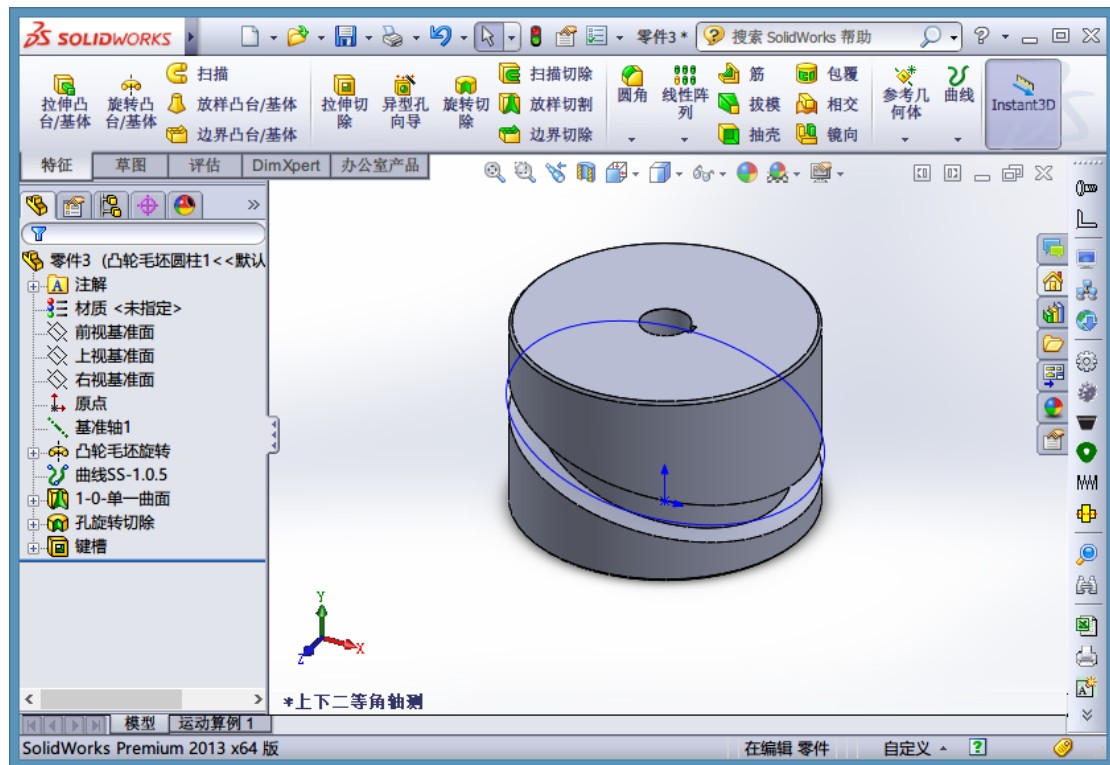 SOLIDWORKS 零件3 * 搜索 SolidWorks 帮助
拉伸凸台/基体
旋转凸台/基体
扫描
放样凸台/基体
边界凸台/基体
拉伸切除
异型孔向导
旋转切除
扫描切除
放样切割
边界切除
圆角
线性阵列
筋
拔模
抽壳
包覆
相交
镜向
参考几何体
曲线
Instant3D
特征 草图 评估 DimXpert 办公室产品
零件3 (凸轮毛坯圆柱1<<默认
注解
材质 <未指定>
前视基准面
上视基准面
右视基准面
原点
基准轴1
凸轮毛坯旋转
曲线SS-1.0.5
1-0-单一曲面
孔旋转切除
键槽
Y
X
Z
*上下二等角轴测
模型 运动算例 1
SolidWorks Premium 2013 x64 版 在编辑 零件 自定义